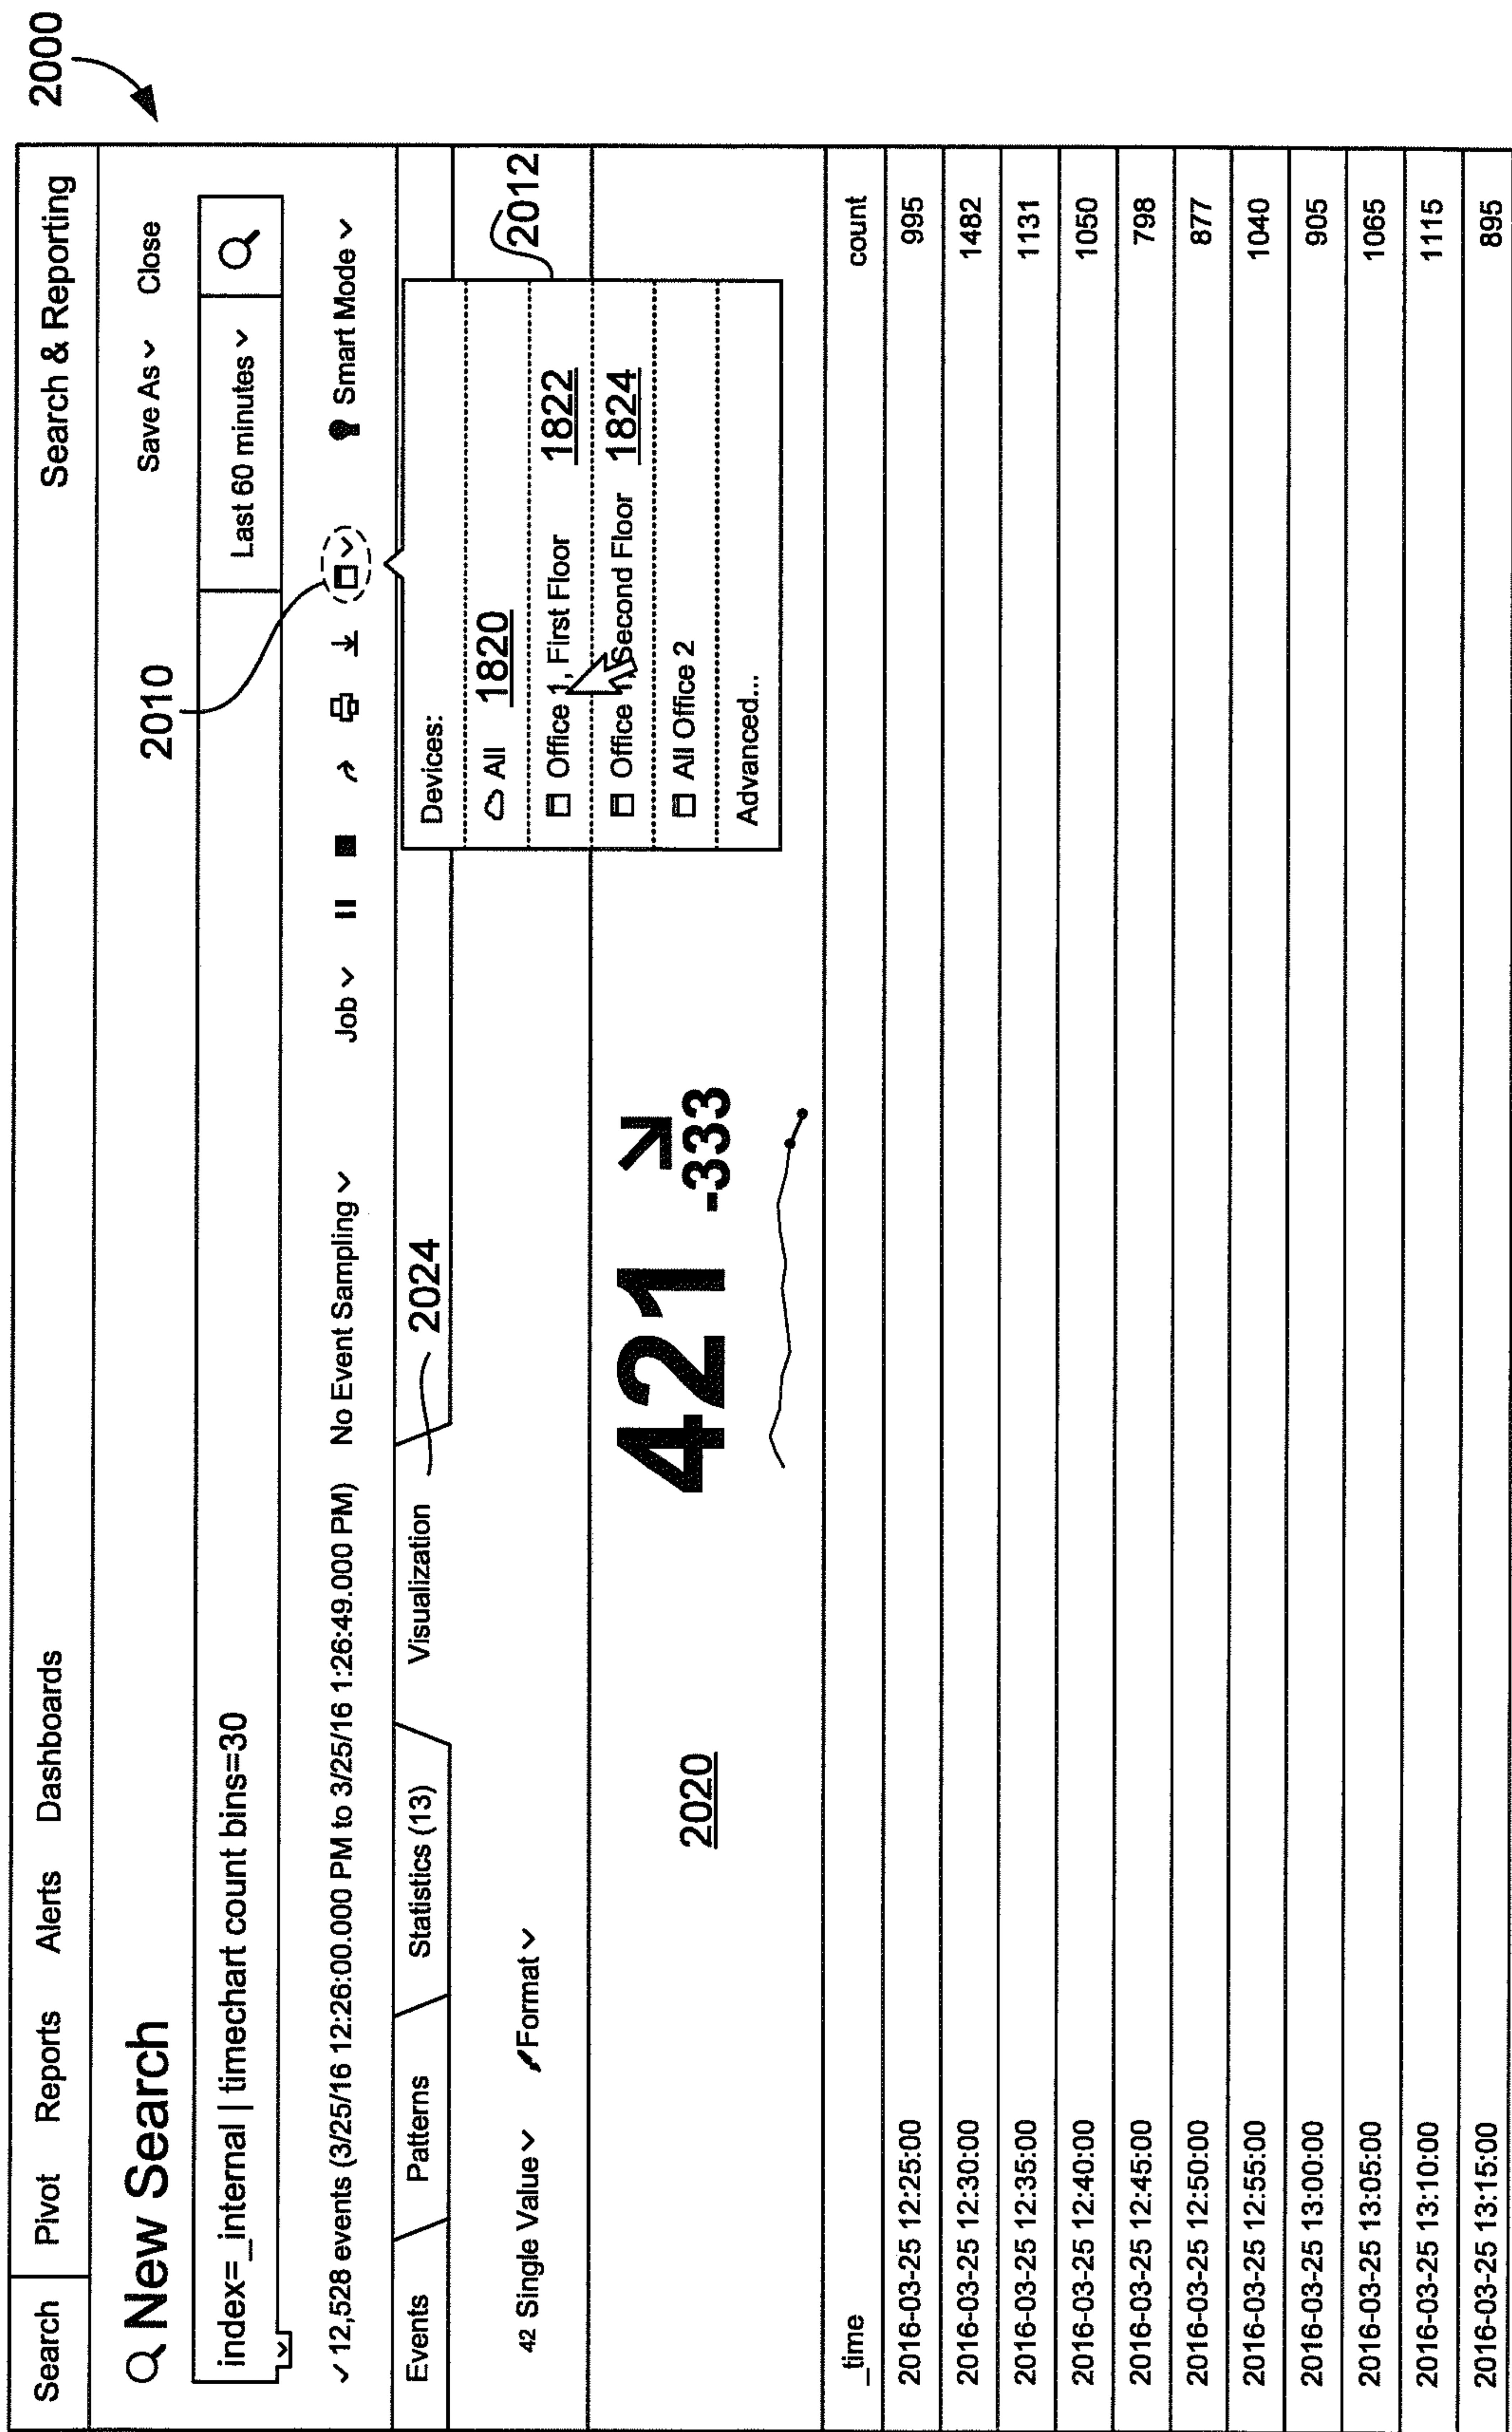 2000
Search Pivot Reports Alerts Dashboards Search & Reporting
New Search Save As Close
2010
index=_internal | timechart count bins=30 Last 60 minutes
✓12,528 events (3/25/16 12:26:00.000 PM to 3/25/16 1:26:49.000 PM) No Event Sampling Job Smart Mode
Events Patterns Statistics (13) Visualization 2024
Devices:
All 1820
2012
Office 1, First Floor 1822
Office 1, Second Floor 1824
All Office 2
Advanced...
42 Single Value Format
2020
421 -333
_time count
2016-03-25 12:25:00 995
2016-03-25 12:30:00 1482
2016-03-25 12:35:00 1131
2016-03-25 12:40:00 1050
2016-03-25 12:45:00 798
2016-03-25 12:50:00 877
2016-03-25 12:55:00 1040
2016-03-25 13:00:00 905
2016-03-25 13:05:00 1065
2016-03-25 13:10:00 1115
2016-03-25 13:15:00 895